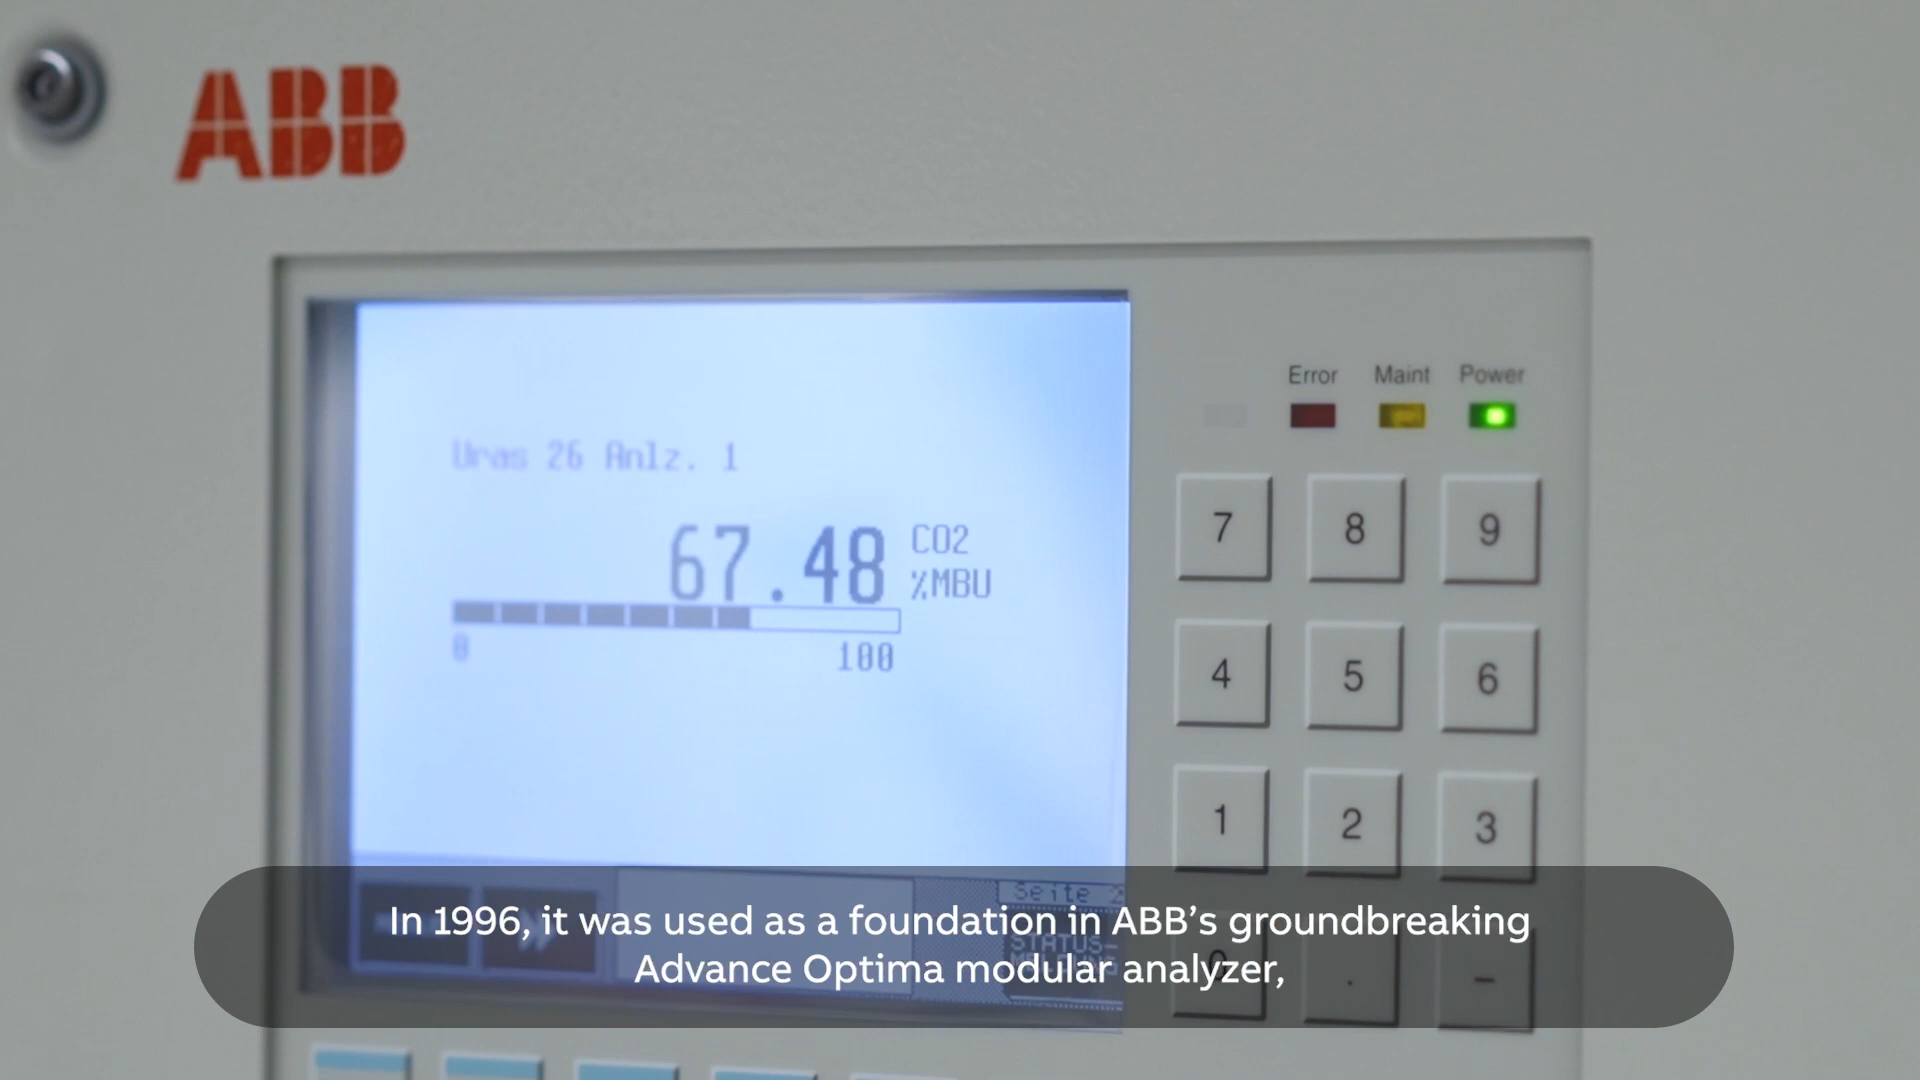 ABB
Error Maint Power
Uras 26 Anlz. 1
67.48 CO2
%MBU
0 100
7 8 9
4 5 6
1 2 3
0 . -
Seite 2
STATUS-
In 1996, it was used as a foundation in ABB’s groundbreaking
Advance Optima modular analyzer,